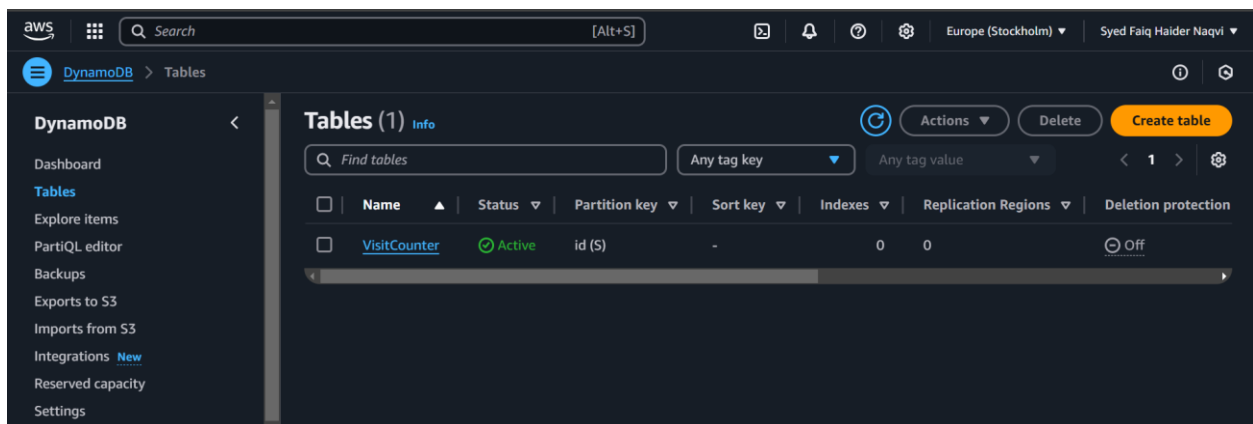 aws Search [Alt+S] Europe (Stockholm) Syed Faiq Haider Naqvi
DynamoDB > Tables
DynamoDB
Dashboard
Tables
Explore items
PartiQL editor
Backups
Exports to S3
Imports from S3
Integrations New
Reserved capacity
Settings
Tables (1) Info Actions Delete Create table
Find tables Any tag key Any tag value < 1 >
Name Status Partition key Sort key Indexes Replication Regions Deletion protection
VisitCounter Active id (S) - 0 0 Off